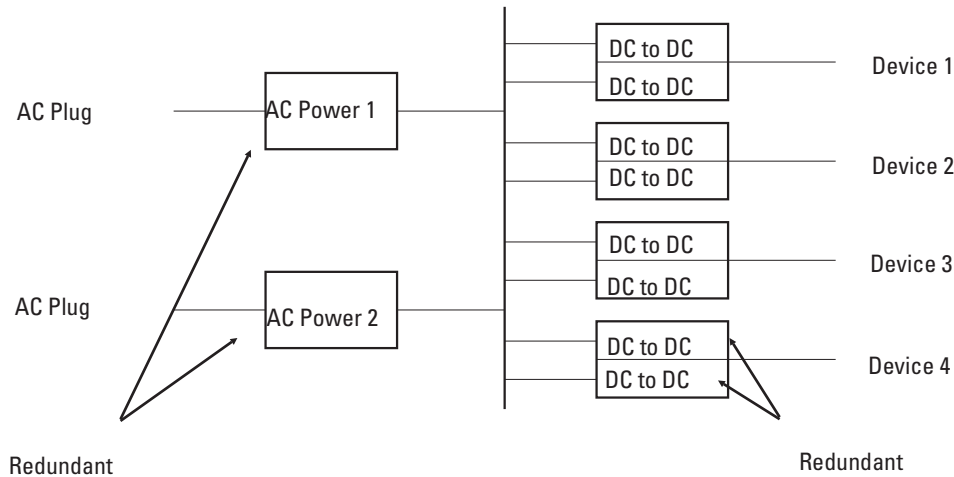 DC to DC
DC to DC
Device 1
AC Plug
AC Power 1
DC to DC
DC to DC
Device 2
DC to DC
DC to DC
Device 3
AC Plug
AC Power 2
DC to DC
DC to DC
Device 4
Redundant
Redundant